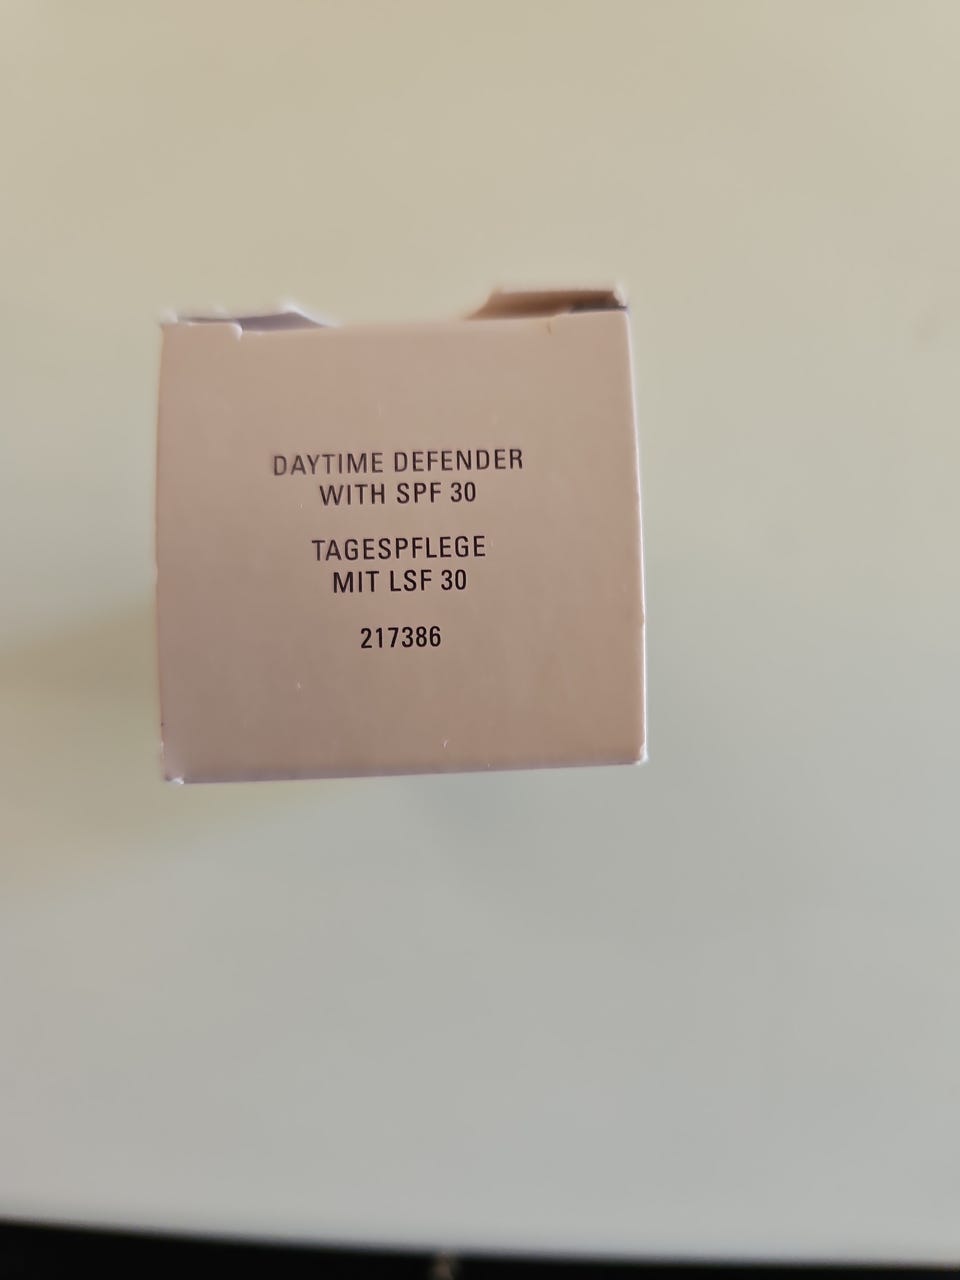 DAYTIME DEFENDER
WITH SPF 30
TAGESPFLEGE
MIT LSF 30
217386